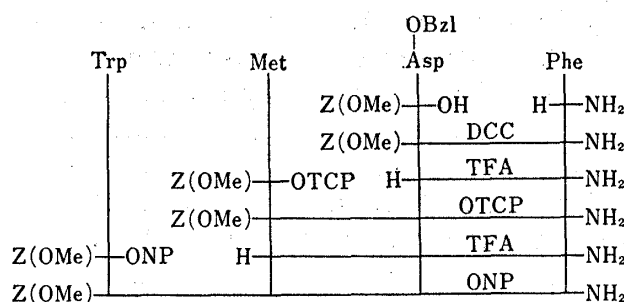 OBzl
Trp Met Asp Phe
Z(OMe) OH H NH₂
Z(OMe) DCC NH₂
Z(OMe) OTCP H TFA NH₂
Z(OMe) OTCP NH₂
Z(OMe) ONP H TFA NH₂
Z(OMe) ONP NH₂